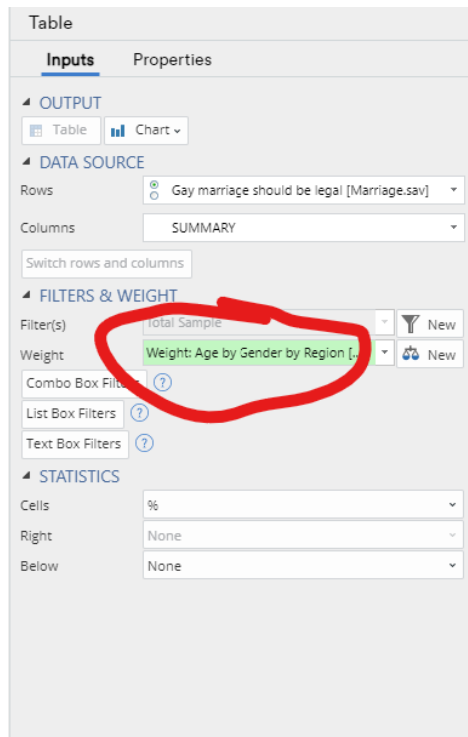 Table
Inputs Properties
OUTPUT
Table Chart
DATA SOURCE
Rows Gay marriage should be legal [Marriage.sav]
Columns SUMMARY
Switch rows and columns
FILTERS & WEIGHT
Filter(s) Total Sample New
Weight Weight: Age by Gender by Region [... New
Combo Box Filters ?
List Box Filters ?
Text Box Filters ?
STATISTICS
Cells %
Right None
Below None